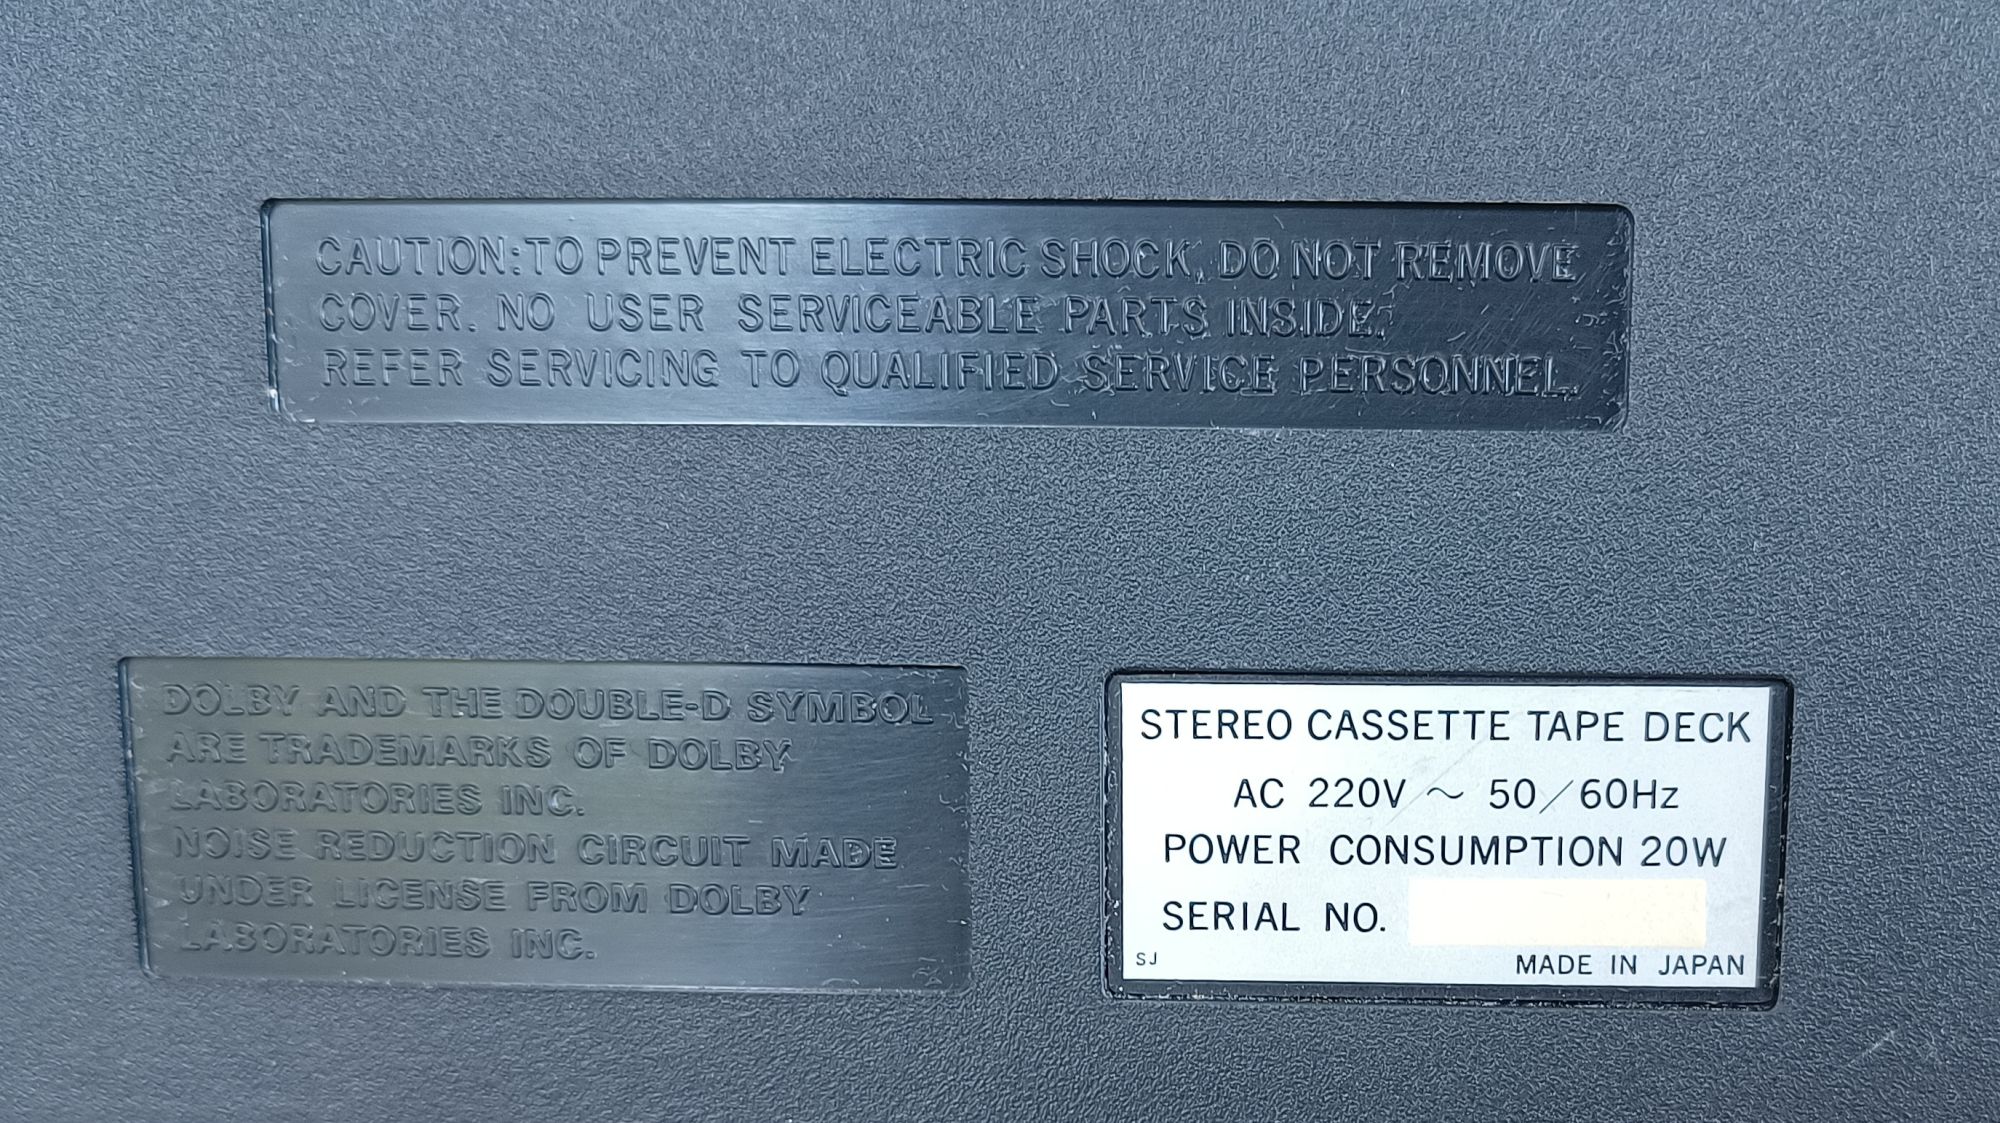 CAUTION: TO PREVENT ELECTRIC SHOCK, DO NOT REMOVE
COVER. NO USER SERVICEABLE PARTS INSIDE.
REFER SERVICING TO QUALIFIED SERVICE PERSONNEL.
DOLBY AND THE DOUBLE-D SYMBOL
ARE TRADEMARKS OF DOLBY
LABORATORIES INC.
NOISE REDUCTION CIRCUIT MADE
UNDER LICENSE FROM DOLBY
LABORATORIES INC.
STEREO CASSETTE TAPE DECK
AC 220V ~ 50/60Hz
POWER CONSUMPTION 20W
SERIAL NO.
SJ MADE IN JAPAN